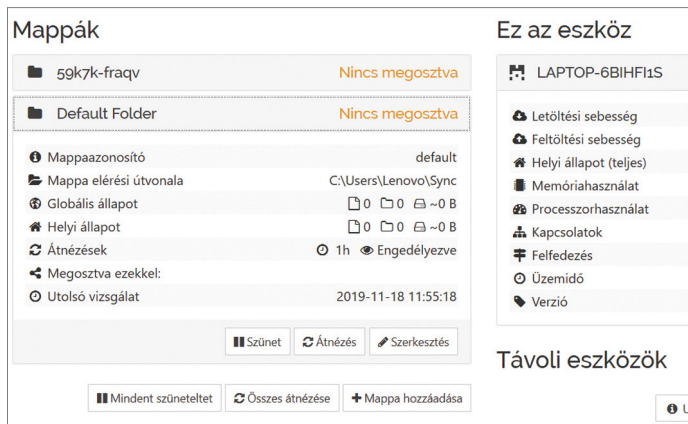 Mappák
59k7k-fraqv Nincs megosztva
Default Folder Nincs megosztva
Mappaazonosító default
Mappa elérési útvonala C:\Users\Lenovo\Sync
Globális állapot 0 0 ~0 B
Helyi állapot 0 0 ~0 B
Átnézések 1h Engedélyezve
Megosztva ezekkel:
Utolsó vizsgálat 2019-11-18 11:55:18
Szünet Átnézés Szerkesztés
Mindent szüneteltet Összes átnézése Mappa hozzáadása
Ez az eszköz
LAPTOP-6BIHFI1S
Letöltési sebesség
Feltöltési sebesség
Helyi állapot (teljes)
Memóriahasználat
Processzorhasználat
Kapcsolatok
Felfedezés
Üzemidő
Verzió
Távoli eszközök